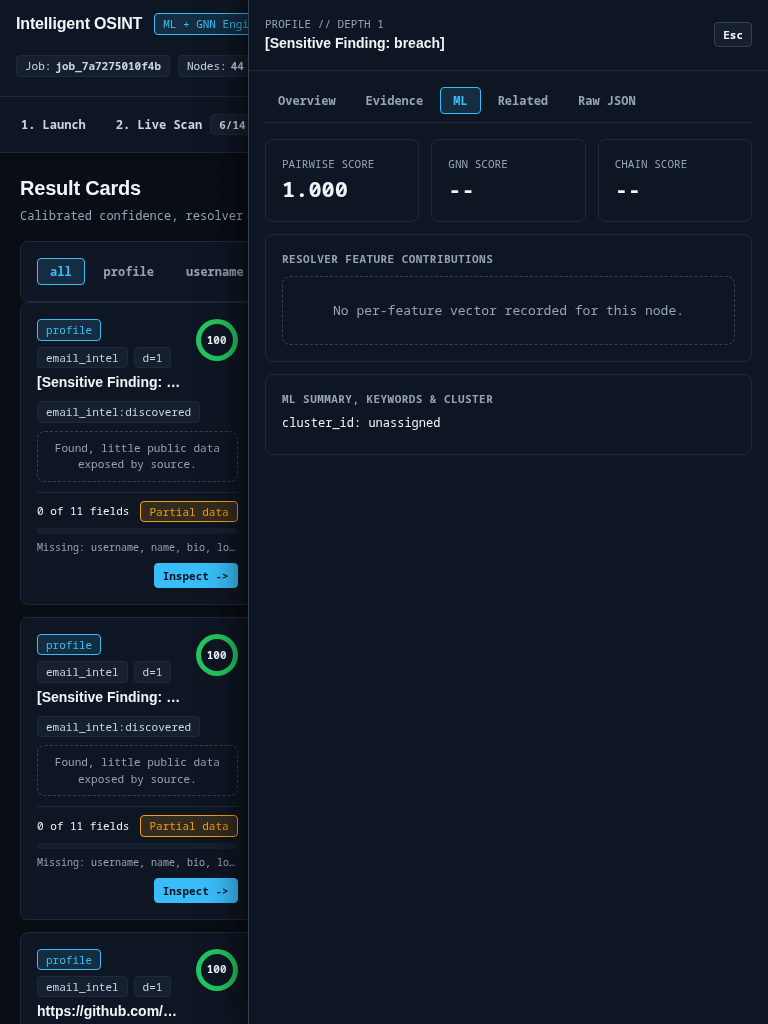 Intelligent OSINT
ML + GNN Engi
Job: job_7a7275010f4b
Nodes: 44
1. Launch
2. Live Scan 6/14
Result Cards
Calibrated confidence, resolver
all
profile
username
profile
100
email_intel
d=1
[Sensitive Finding: …
email_intel:discovered
Found, little public data
exposed by source.
0 of 11 fields
Partial data
Missing: username, name, bio, lo…
Inspect ->
profile
100
email_intel
d=1
[Sensitive Finding: …
email_intel:discovered
Found, little public data
exposed by source.
0 of 11 fields
Partial data
Missing: username, name, bio, lo…
Inspect ->
profile
100
email_intel
d=1
https://github.com/…
PROFILE // DEPTH 1
[Sensitive Finding: breach]
Esc
Overview
Evidence
ML
Related
Raw JSON
PAIRWISE SCORE
1.000
GNN SCORE
--
CHAIN SCORE
--
RESOLVER FEATURE CONTRIBUTIONS
No per-feature vector recorded for this node.
ML SUMMARY, KEYWORDS & CLUSTER
cluster_id: unassigned